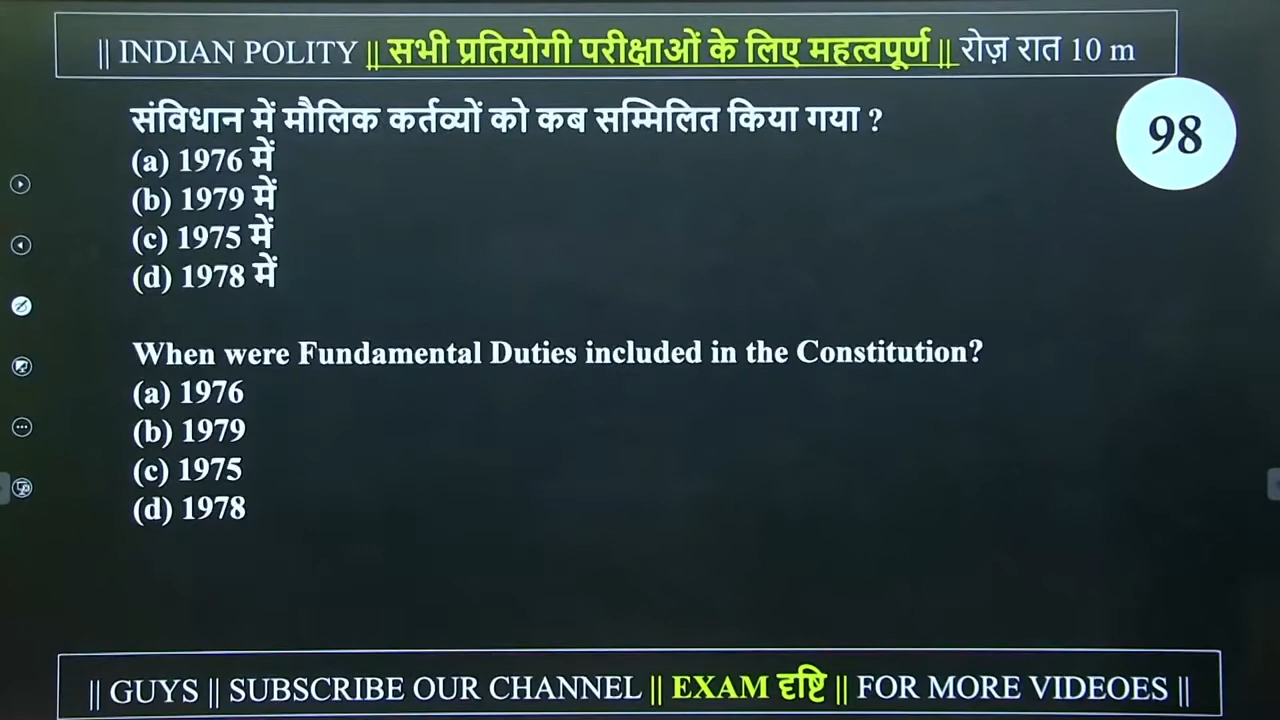 || INDIAN POLITY || सभी प्रतियोगी परीक्षाओं के लिए महत्वपूर्ण || रोज़ रात 10 m
98
संविधान में मौलिक कर्तव्यों को कब सम्मिलित किया गया ?
(a) 1976 में
(b) 1979 में
(c) 1975 में
(d) 1978 में
When were Fundamental Duties included in the Constitution?
(a) 1976
(b) 1979
(c) 1975
(d) 1978
|| GUYS || SUBSCRIBE OUR CHANNEL || EXAM दृष्टि || FOR MORE VIDEOES ||